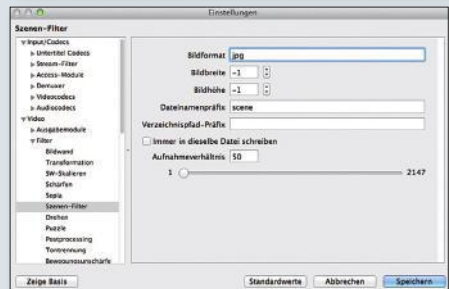 Einstellungen
Szenen-Filter
Input/Codecs
Untertitel Codecs
Stream-Filter
Access-Module
Demuxer
Videocodecs
Audiocodecs
Video
Ausgabemodule
Filter
Bildwand
Transformation
SW-Skalieren
Schärfen
Sepia
Szenen-Filter
Drehen
Puzzle
Postprocessing
Tontrennung
Bewegungsunschärfe
Bildformat jpg
Bildbreite -1
Bildhöhe -1
Dateinamenpräfix scene
Verzeichnispfad-Präfix
Immer in dieselbe Datei schreiben
Aufnahmeverhältnis 50
1 2147
Zeige Basis Standardwerte Abbrechen Speichern